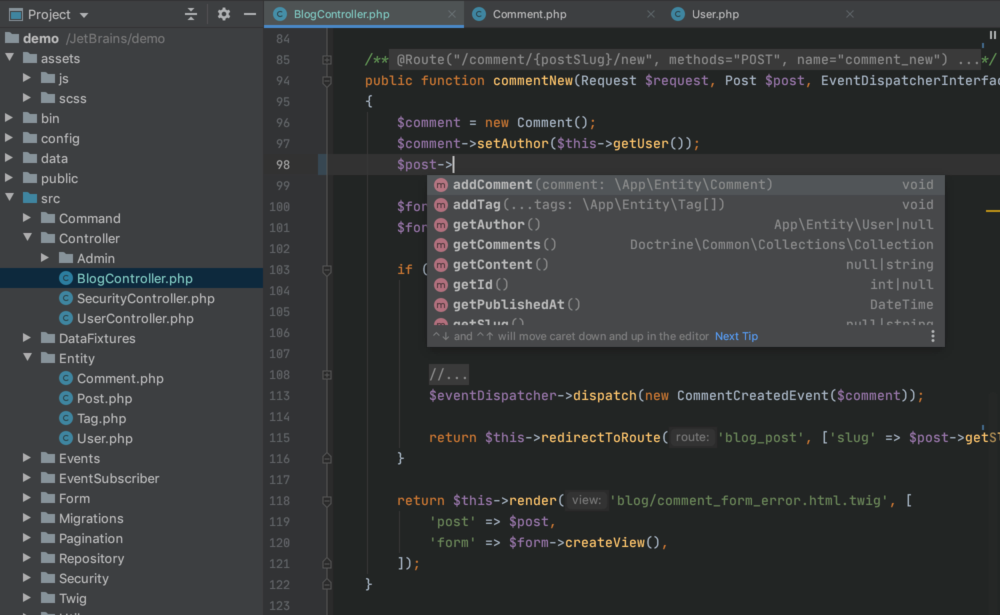 Project
demo /JetBrains/demo
assets
js
scss
bin
config
data
public
src
Command
Controller
Admin
BlogController.php
SecurityController.php
UserController.php
DataFixtures
Entity
Comment.php
Post.php
Tag.php
User.php
Events
EventSubscriber
Form
Migrations
Pagination
Repository
Security
Twig
BlogController.php Comment.php User.php
84
85 /** @Route("/comment/{postSlug}/new", methods="POST", name="comment_new") ...*/
94 public function commentNew(Request $request, Post $post, EventDispatcherInterfac
95 {
96 $comment = new Comment();
97 $comment->setAuthor($this->getUser());
98 $post->
99
100 $for
101 $for
102
103 if (
104
105
106
107
addComment(comment: \App\Entity\Comment) void
addTag(...tags: \App\Entity\Tag[]) void
getAuthor() App\Entity\User|null
getComments() Doctrine\Common\Collections\Collection
getContent() null|string
getId() int|null
getPublishedAt() DateTime
getSlug() null|string
^↓ and ^↑ will move caret down and up in the editor Next Tip
108 //...
113 $eventDispatcher->dispatch(new CommentCreatedEvent($comment));
114
115 return $this->redirectToRoute( route: 'blog_post', ['slug' => $post->getSl
116 }
117
118 return $this->render( view: 'blog/comment_form_error.html.twig', [
119 'post' => $post,
120 'form' => $form->createView(),
121 ]);
122 }
123